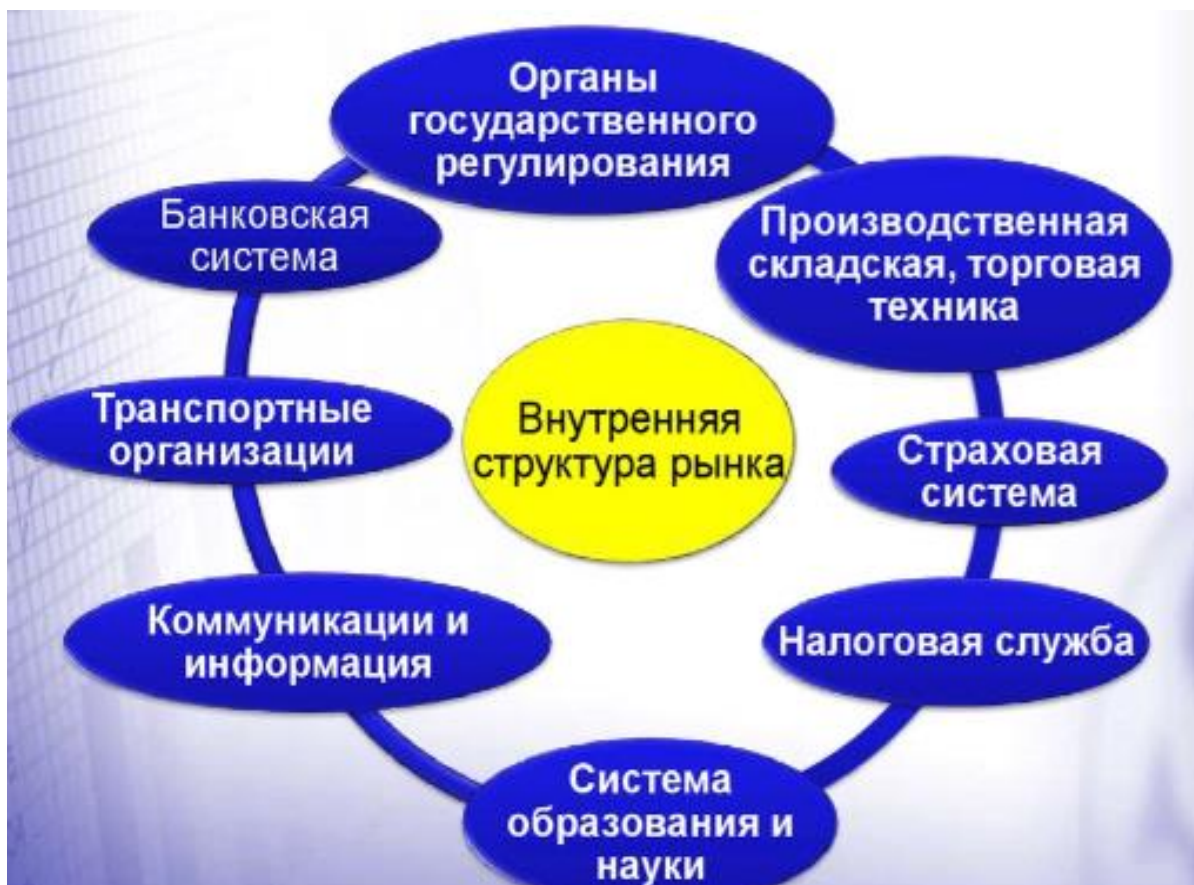 Органы
государственного
регулирования
Банковская
система
Производственная
складская, торговая
техника
Внутренняя
структура рынка
Транспортные
организации
Страховая
система
Коммуникации и
информация
Налоговая служба
Система
образования и
науки